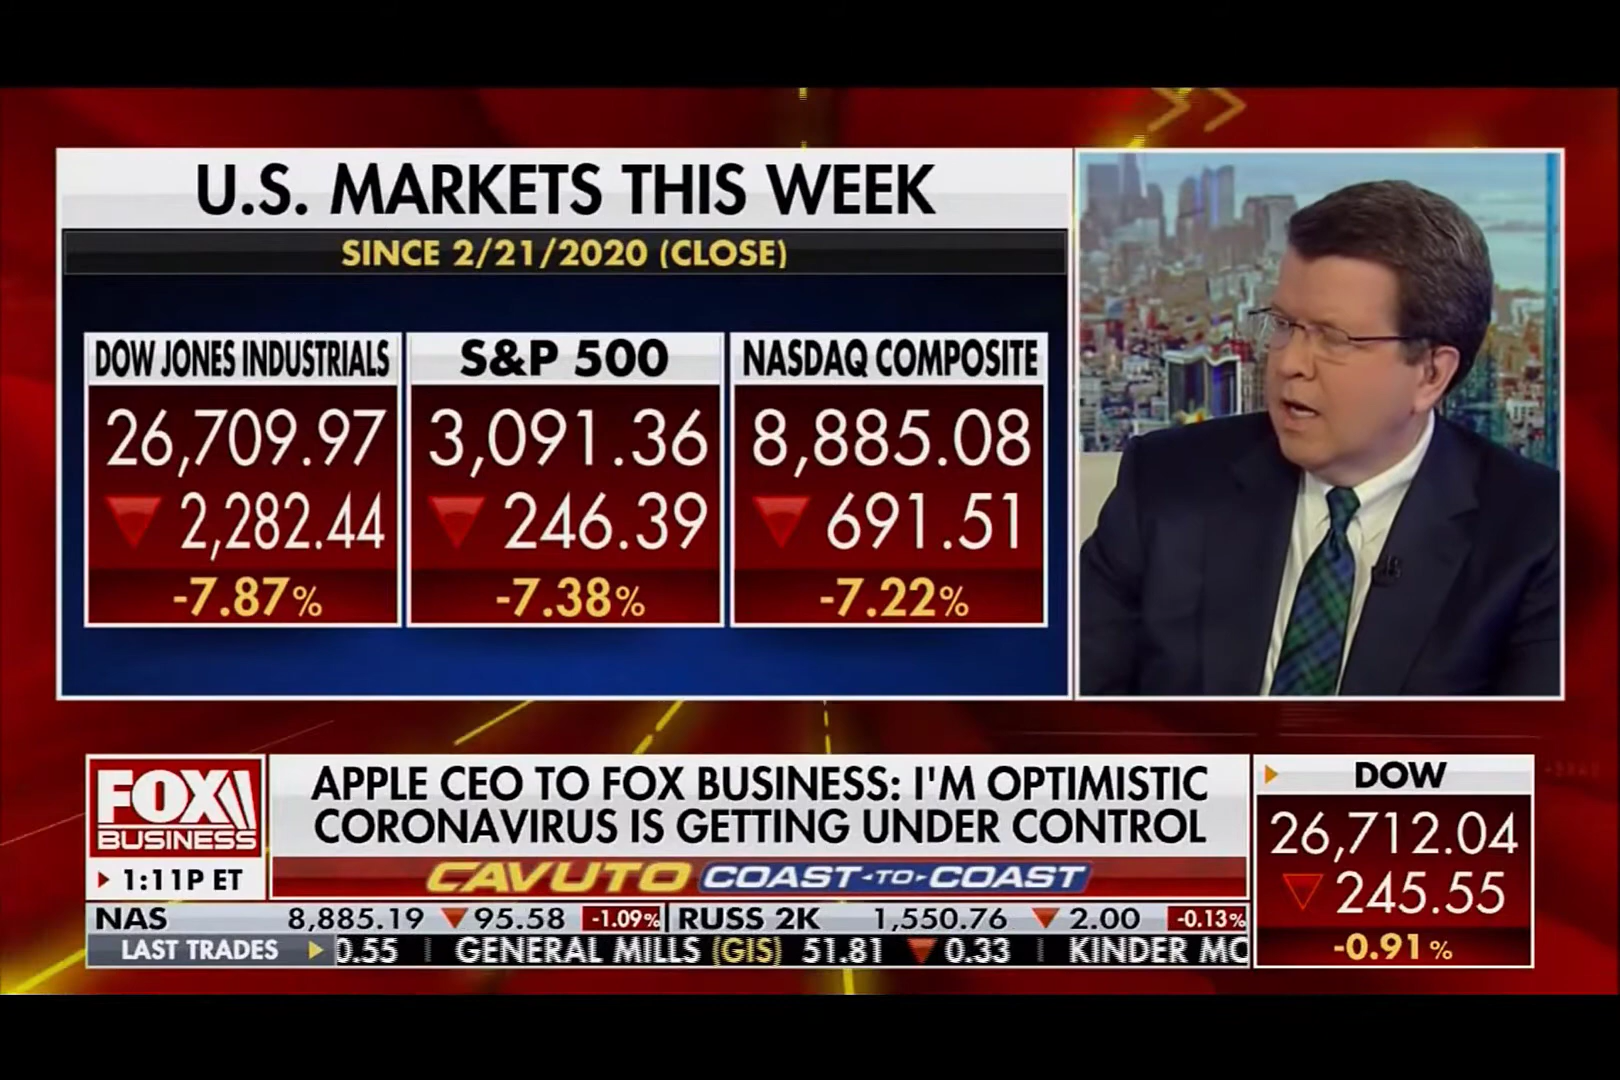 U.S. MARKETS THIS WEEK
SINCE 2/21/2020 (CLOSE)
DOW JONES INDUSTRIALS
26,709.97
2,282.44
-7.87%
S&P 500
3,091.36
246.39
-7.38%
NASDAQ COMPOSITE
8,885.08
691.51
-7.22%
FOX
BUSINESS
1:11P ET
APPLE CEO TO FOX BUSINESS: I'M OPTIMISTIC
CORONAVIRUS IS GETTING UNDER CONTROL
CAVUTO COAST-TO-COAST
DOW
26,712.04
245.55
-0.91%
NAS 8,885.19 95.58 -1.09% RUSS 2K 1,550.76 2.00 -0.13%
LAST TRADES 0.55 GENERAL MILLS (GIS) 51.81 0.33 KINDER MO